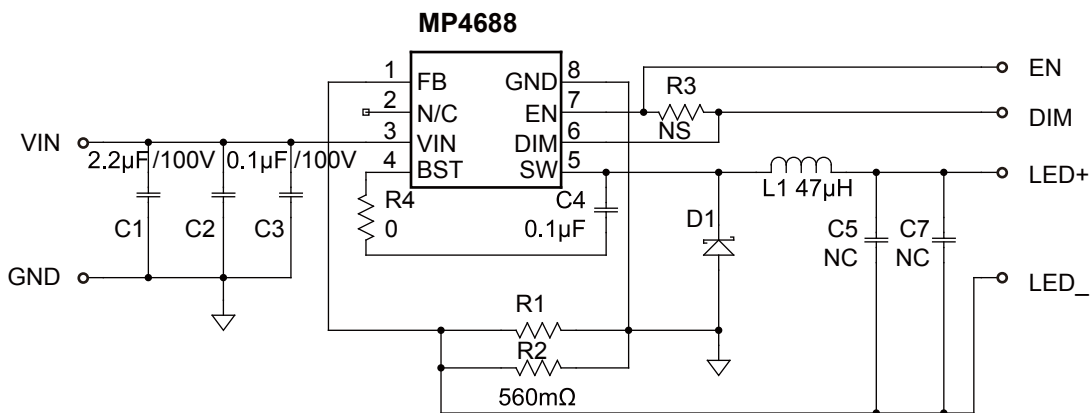 MP4688
1 FB GND 8
2 N/C EN 7
3 VIN DIM 6
4 BST SW 5
EN
R3
NS
DIM
VIN
2.2µF /100V 0.1µF /100V
C1 C2 C3
GND
R4
0
C4
0.1µF
D1
L1 47µH
LED+
C5
NC
C7
NC
LED_
R1
R2
560mΩ